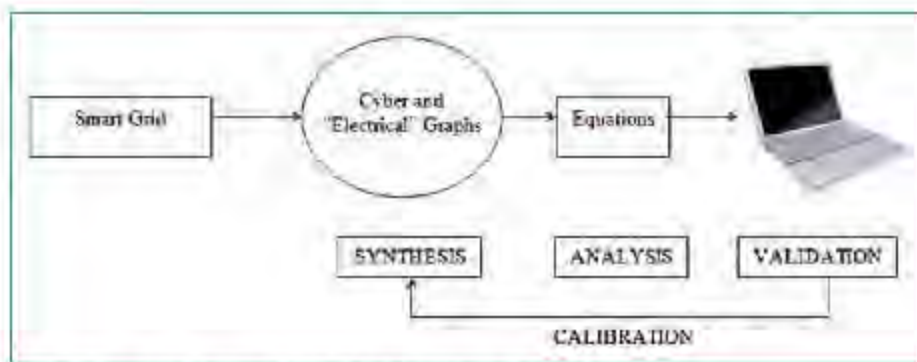 Smart Grid
Cyber and
"Electrical" Graphs
Equations
SYNTHESIS
ANALYSIS
VALIDATION
CALIBRATION